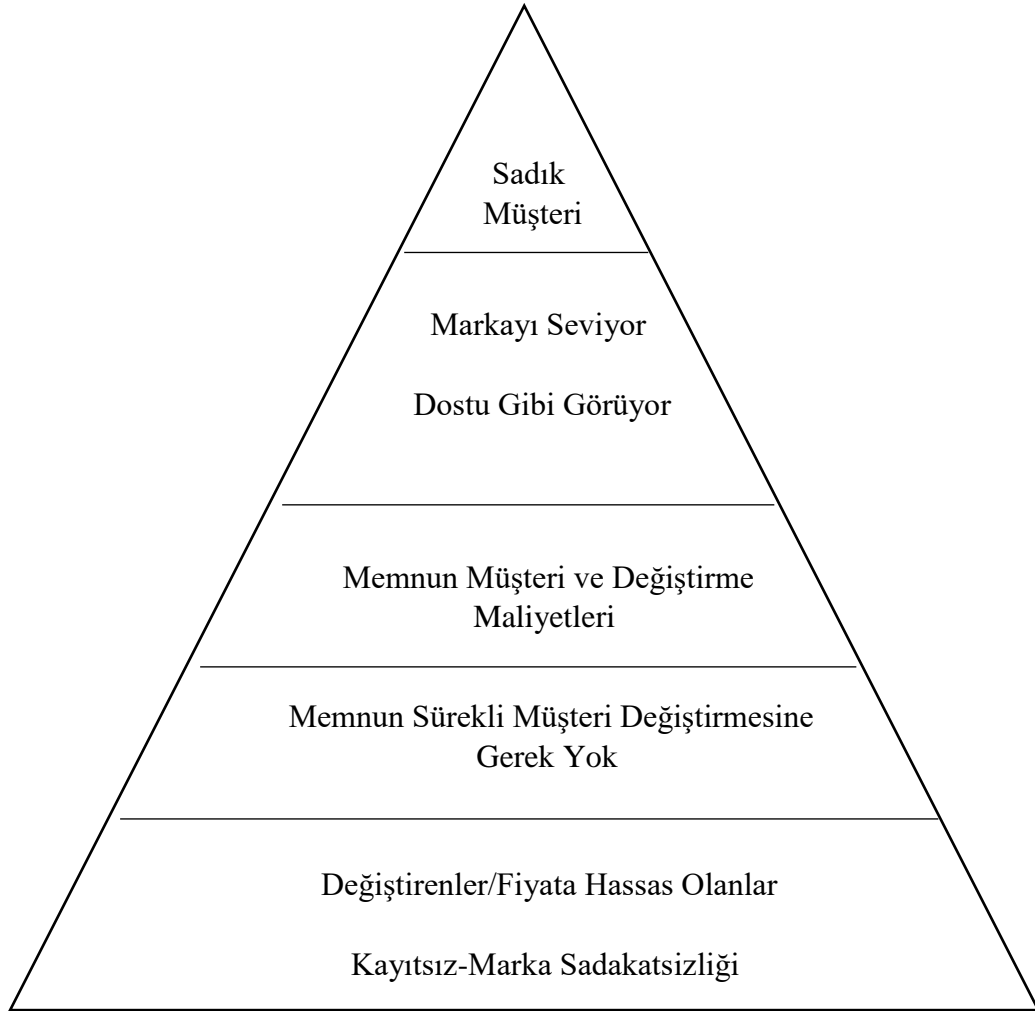 Sadık
Müşteri
Markayı Seviyor
Dostu Gibi Görüyor
Memnun Müşteri ve Değiştirme
Maliyetleri
Memnun Sürekli Müşteri Değiştirmesine
Gerek Yok
Değiştirenler/Fiyata Hassas Olanlar
Kayıtsız-Marka Sadakatsizliği